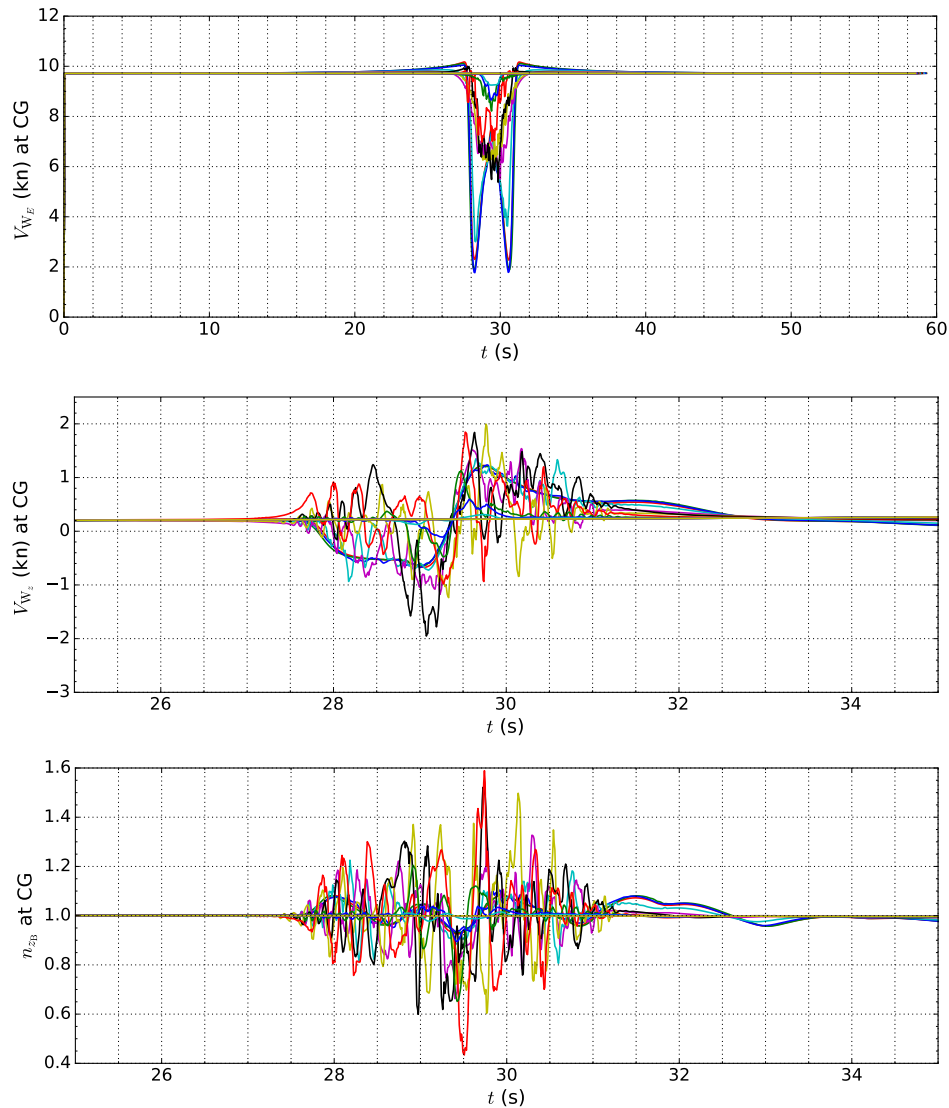 12
10
8
6
4
2
0
V_{W_E} (kn) at CG
0 10 20 30 40 50 60
t (s)
2
1
0
−1
−2
−3
V_{W_z} (kn) at CG
26 28 30 32 34
t (s)
1.6
1.4
1.2
1.0
0.8
0.6
0.4
n_{z_B} at CG
26 28 30 32 34
t (s)